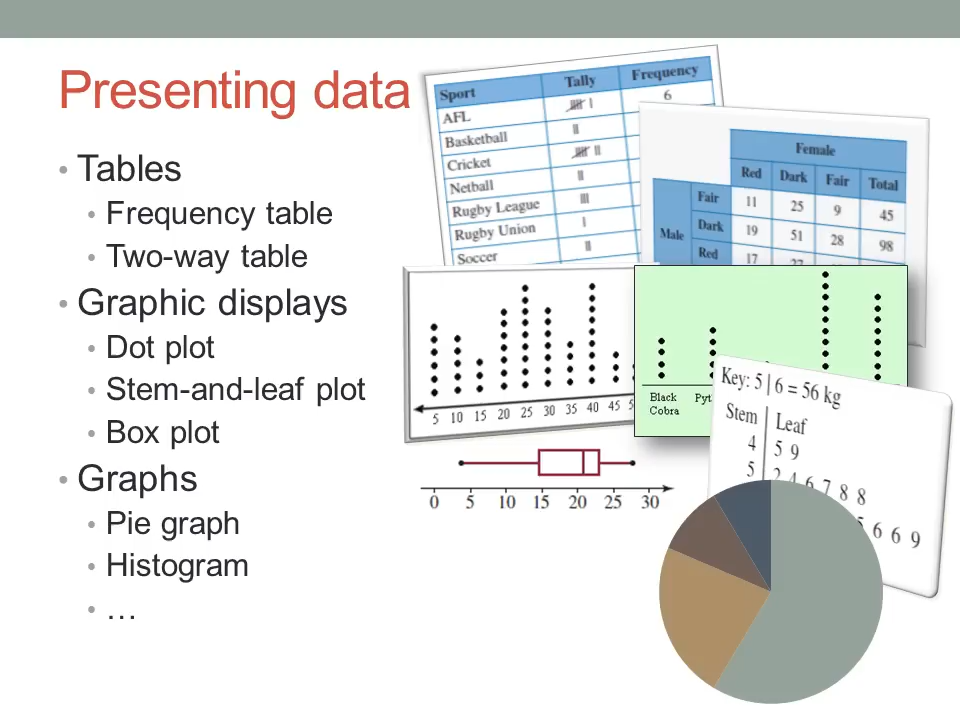 Presenting data
• Tables
• Frequency table
• Two-way table
• Graphic displays
• Dot plot
• Stem-and-leaf plot
• Box plot
• Graphs
• Pie graph
• Histogram
• …
Sport Tally Frequency
AFL 6
Basketball
Cricket
Netball
Rugby League
Rugby Union
Soccer
Female
Red Dark Fair Total
Male
Fair 11 25 9 45
Dark 19 51 28 98
Red 17
5 10 15 20 25 30 35 40 45
Black
Cobra
Key: 5 | 6 = 56 kg
Stem Leaf
4 5 9
5 2 4 6 7 8 8
6 6 9
0 5 10 15 20 25 30